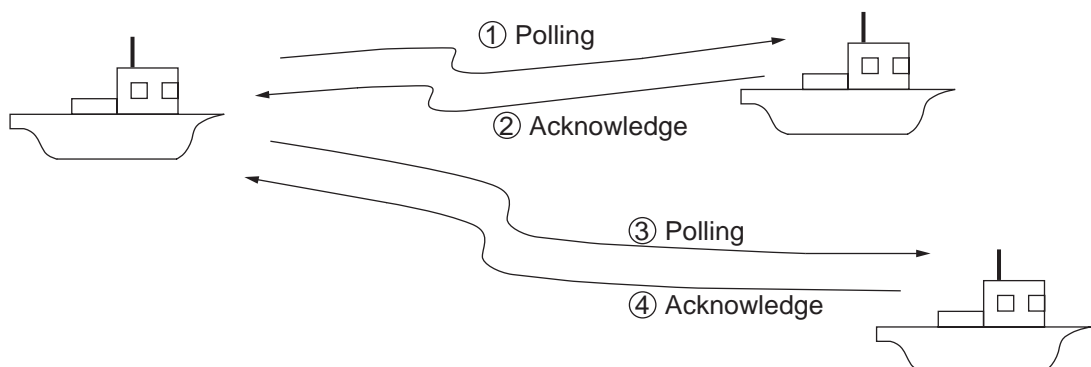 ① Polling
② Acknowledge
③ Polling
④ Acknowledge